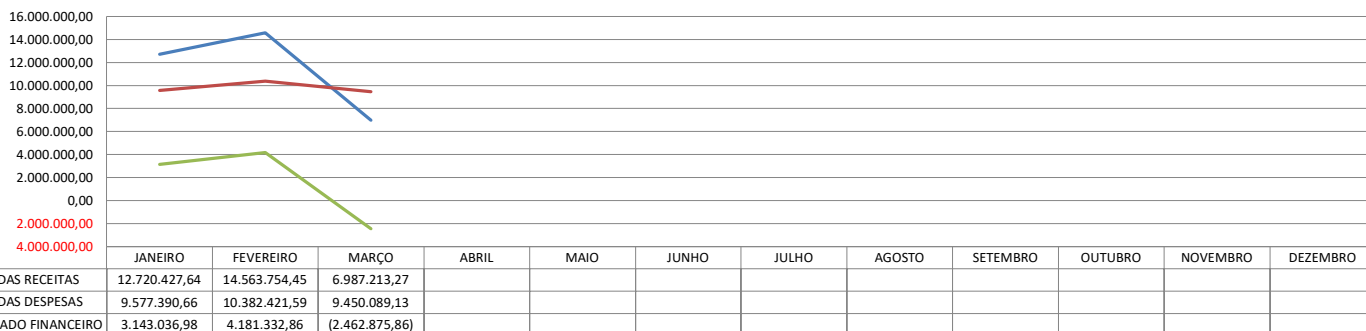 16.000.000,00
14.000.000,00
12.000.000,00
10.000.000,00
8.000.000,00
6.000.000,00
4.000.000,00
2.000.000,00
0,00
2.000.000,00
4.000.000,00
JANEIRO FEVEREIRO MARÇO ABRIL MAIO JUNHO JULHO AGOSTO SETEMBRO OUTUBRO NOVEMBRO DEZEMBRO
DAS RECEITAS 12.720.427,64 14.563.754,45 6.987.213,27
DAS DESPESAS 9.577.390,66 10.382.421,59 9.450.089,13
ADO FINANCEIRO 3.143.036,98 4.181.332,86 (2.462.875,86)